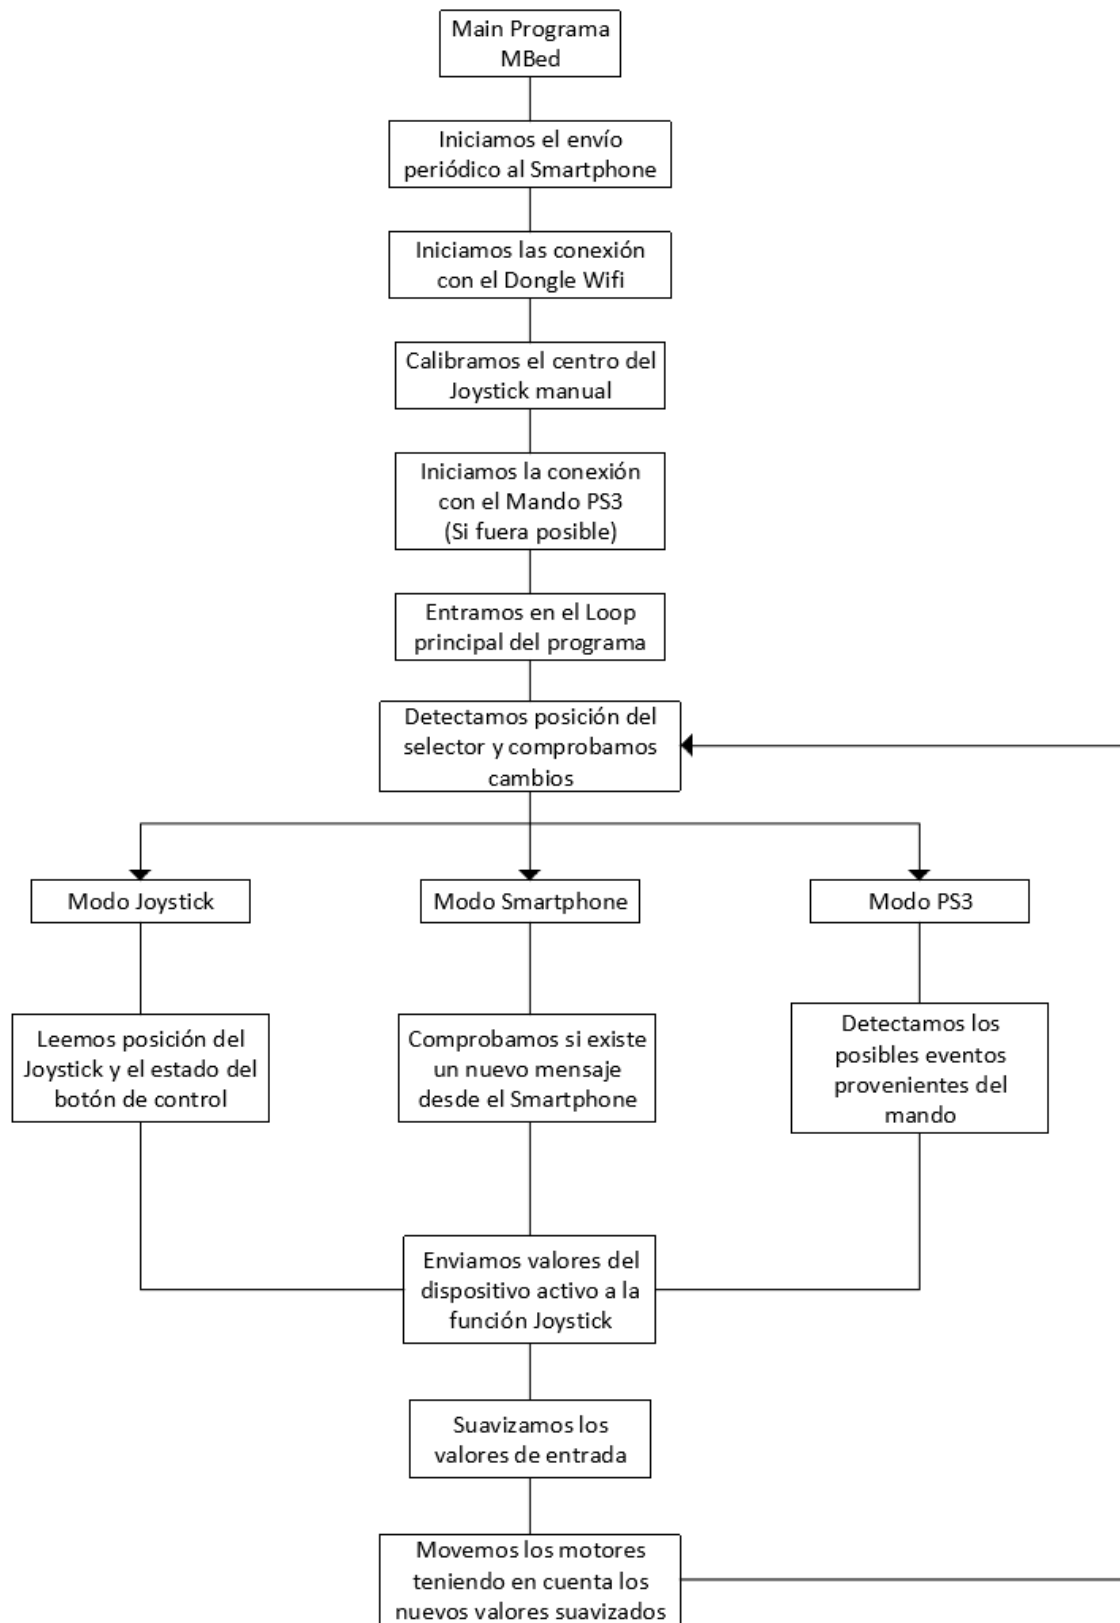 Main Programa
MBed
Iniciamos el envío
periódico al Smartphone
Iniciamos las conexión
con el Dongle Wifi
Calibramos el centro del
Joystick manual
Iniciamos la conexión
con el Mando PS3
(Si fuera posible)
Entramos en el Loop
principal del programa
Detectamos posición del
selector y comprobamos
cambios
Modo Joystick
Modo Smartphone
Modo PS3
Leemos posición del
Joystick y el estado del
botón de control
Comprobamos si existe
un nuevo mensaje
desde el Smartphone
Detectamos los
posibles eventos
provenientes del
mando
Enviamos valores del
dispositivo activo a la
función Joystick
Suavizamos los
valores de entrada
Movemos los motores
teniendo en cuenta los
nuevos valores suavizados